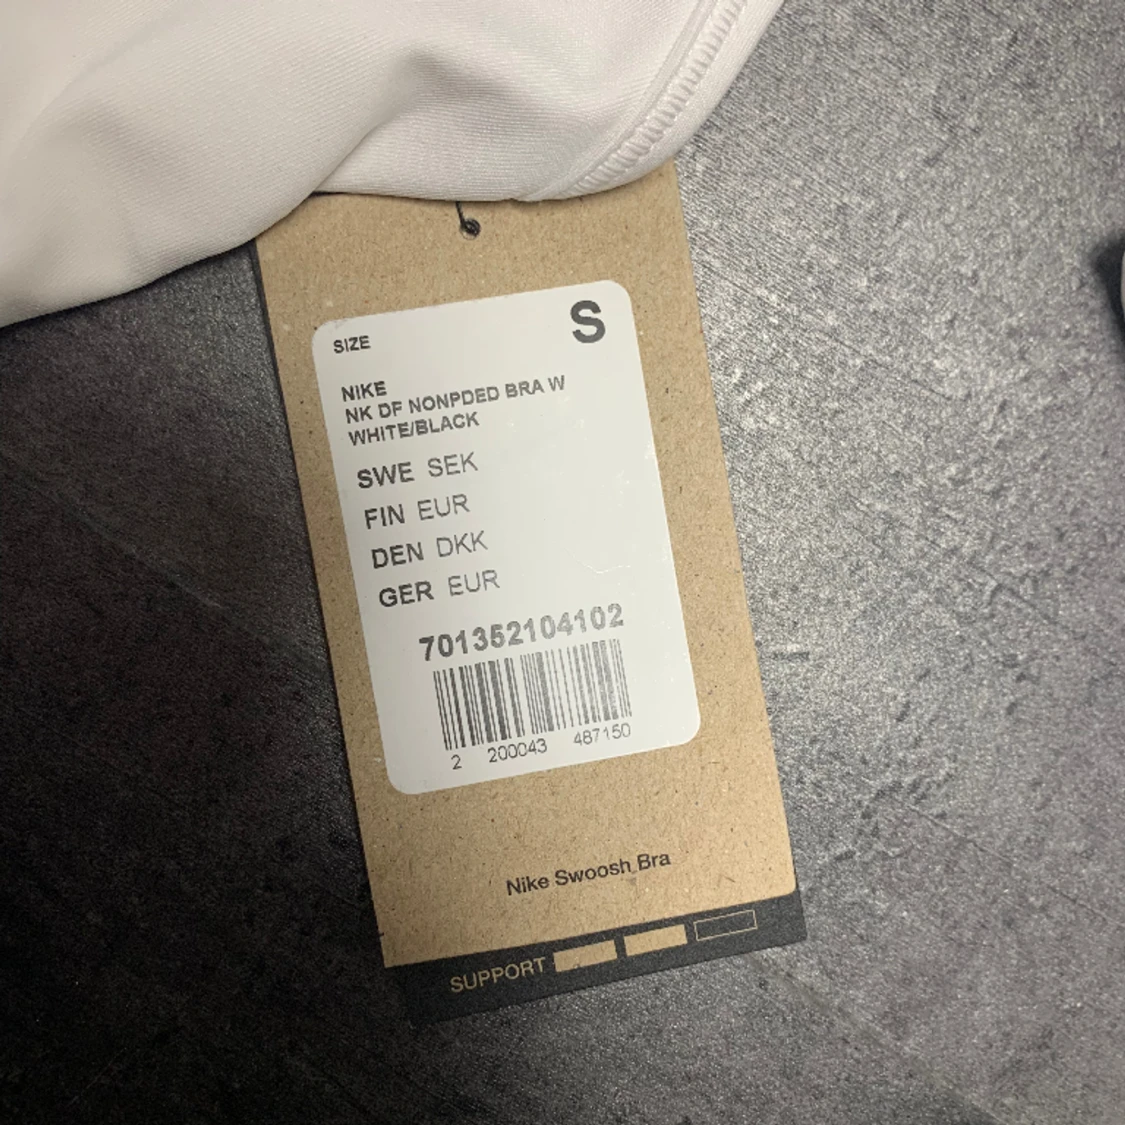 SIZE S
NIKE
NK DF NONPDED BRA W
WHITE/BLACK
SWE SEK
FIN EUR
DEN DKK
GER EUR
701352104102
2 200043 487150
Nike Swoosh Bra
SUPPORT